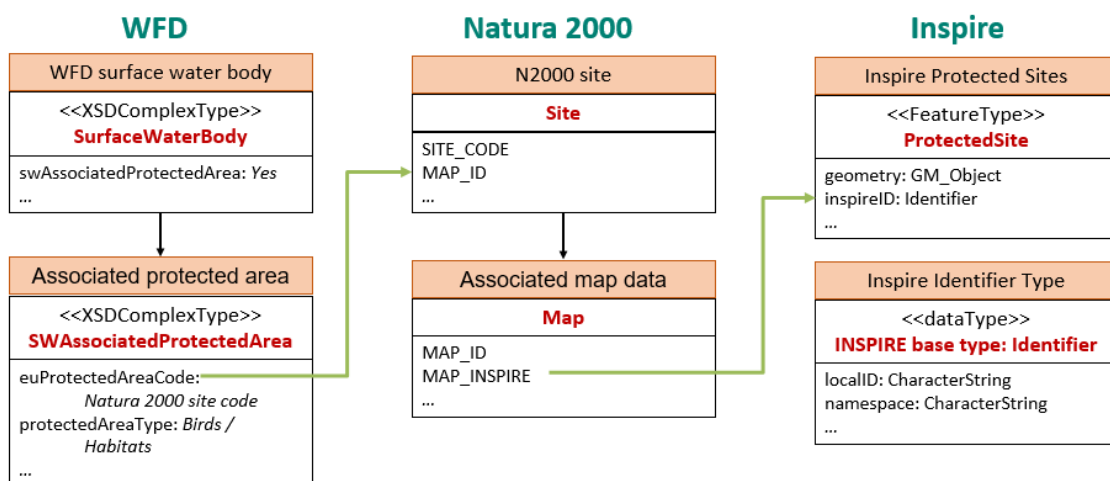 WFD
WFD surface water body
<<XSDComplexType>>
SurfaceWaterBody
swAssociatedProtectedArea: Yes
...
Associated protected area
<<XSDComplexType>>
SWAssociatedProtectedArea
euProtectedAreaCode:
Natura 2000 site code
protectedAreaType: Birds /
Habitats
...
Natura 2000
N2000 site
Site
SITE_CODE
MAP_ID
...
Associated map data
Map
MAP_ID
MAP_INSPIRE
...
Inspire
Inspire Protected Sites
<<FeatureType>>
ProtectedSite
geometry: GM_Object
inspireID: Identifier
...
Inspire Identifier Type
<<dataType>>
INSPIRE base type: Identifier
localID: CharacterString
namespace: CharacterString
...